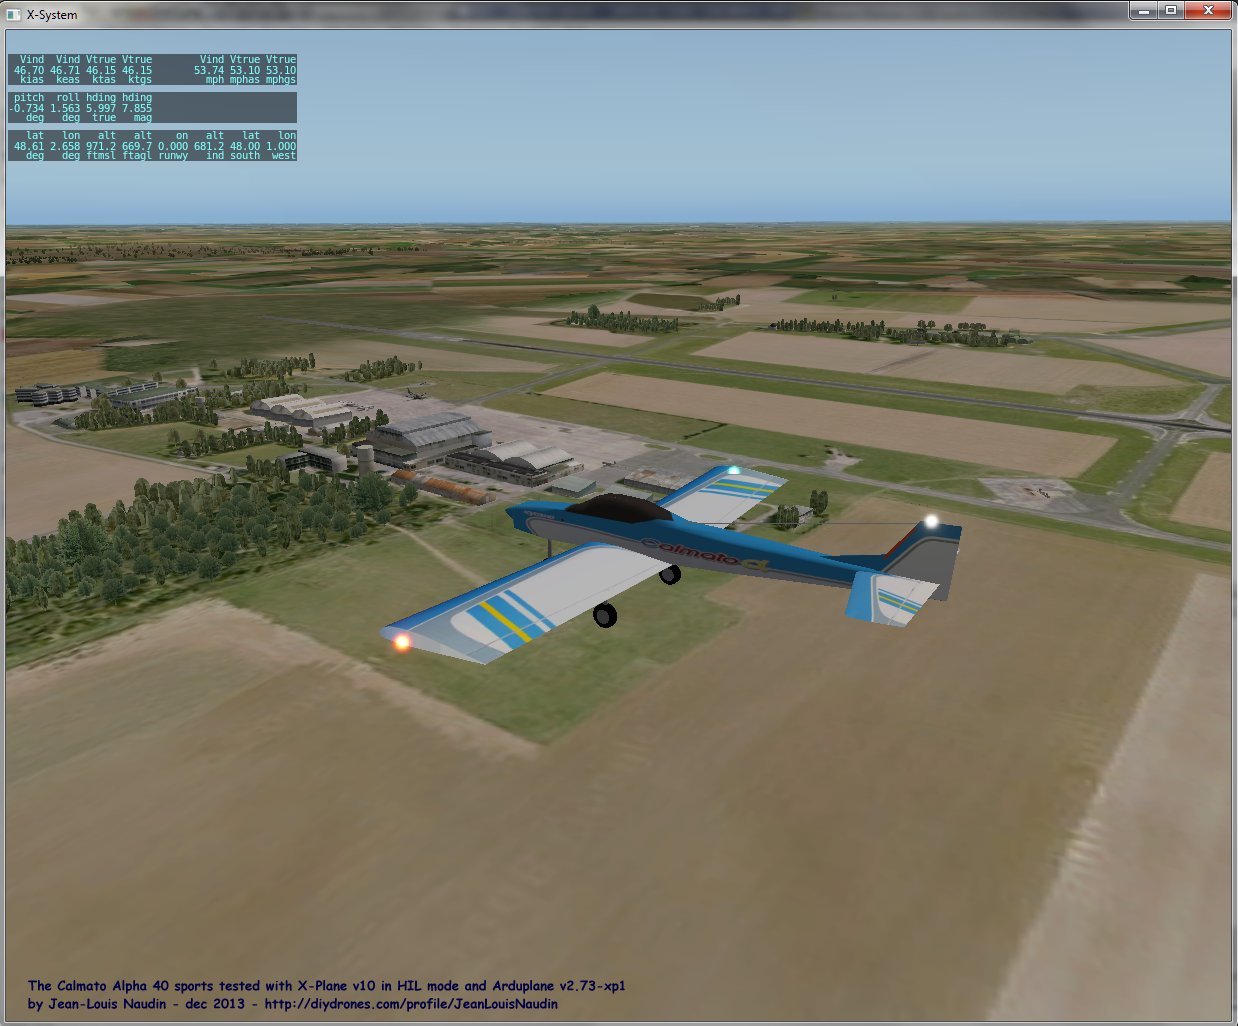 X-System
Vind Vind Vtrue Vtrue Vind Vtrue Vtrue
46.70 46.71 46.15 46.15 53.74 53.10 53.10
kias keas ktas ktgs mph mphas mphgs
pitch roll hding hding
-0.734 1.563 5.997 7.855
deg deg true mag
lat lon alt alt on alt lat lon
48.61 2.658 971.2 669.7 0.000 681.2 48.00 1.000
deg deg ftmsl ftagl runwy ind south west
Calmato α
The Calmato Alpha 40 sports tested with X-Plane v10 in HIL mode and Arduplane v2.73-xp1
by Jean-Louis Naudin - dec 2013 - http://diydrones.com/profile/JeanLouisNaudin